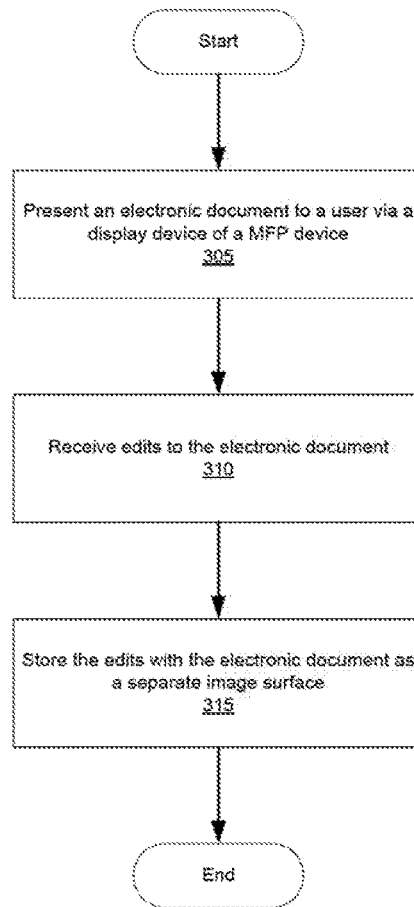 Start
Present an electronic document to a user via a
display device of a MFP device
305
Receive edits to the electronic document
310
Store the edits with the electronic document as
a separate image surface
315
End